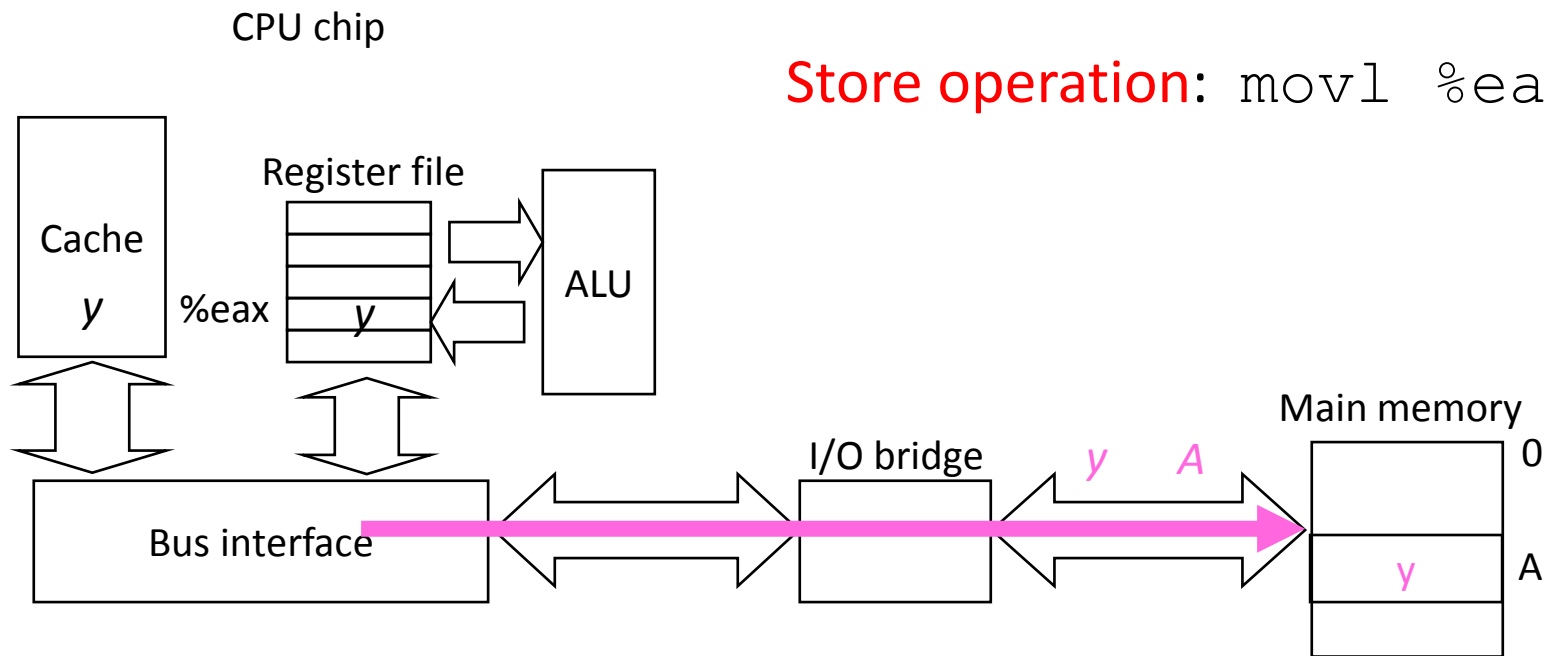 CPU chip
Store operation: movl %ea
Register file
Cache
ALU
y
%eax
y
Main memory
I/O bridge
y A
0
Bus interface
y
A